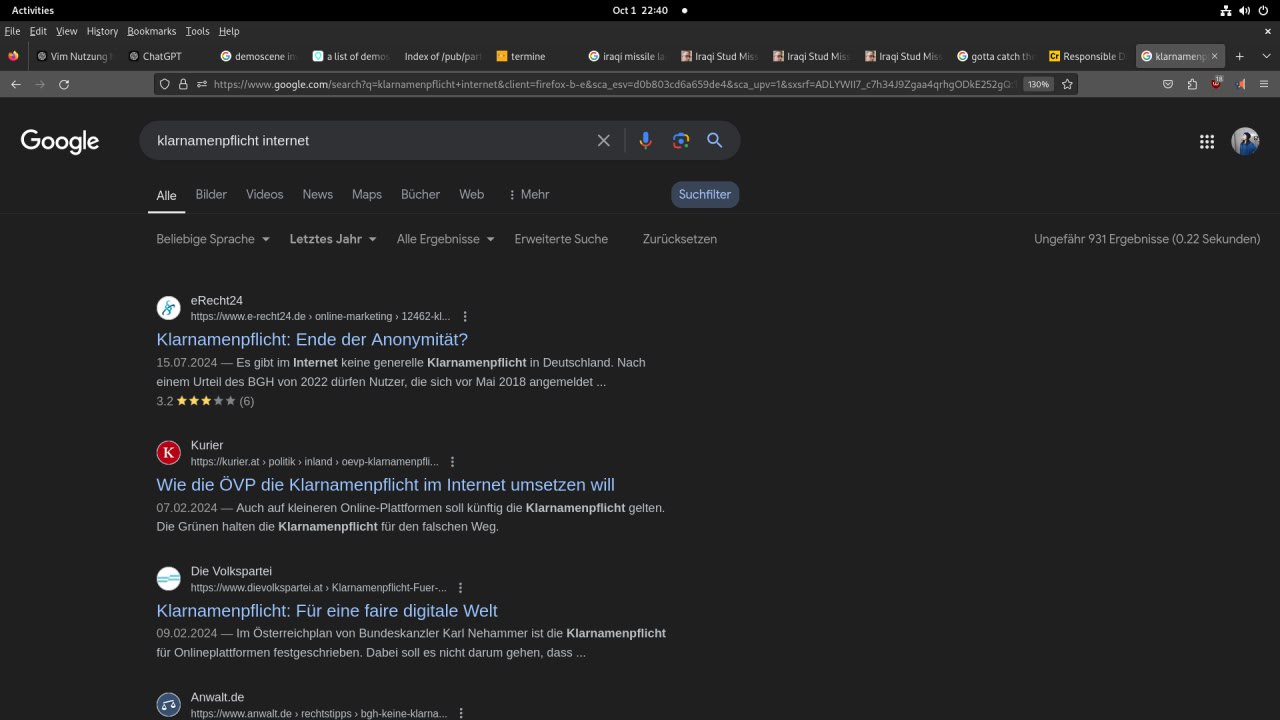 Activities
Oct 1 22:40
File Edit View History Bookmarks Tools Help
Vim Nutzung
ChatGPT
demoscene in
a list of demos
Index of /pub/part
termine
iraqi missile la
Iraqi Stud Miss
Iraqi Stud Miss
Iraqi Stud Miss
gotta catch the
Responsible D
klarnamenp
https://www.google.com/search?q=klarnamenpflicht+internet&client=firefox-b-e&sca_esv=d0b803cd6a659de4&sca_upv=1&sxsrf=
130%
18
Google
klarnamenpflicht internet
Alle Bilder Videos News Maps Bücher Web Mehr Suchfilter
Beliebige Sprache Letztes Jahr Alle Ergebnisse Erweiterte Suche Zurücksetzen Ungefähr 931 Ergebnisse (0.22 Sekunden)
eRecht24
https://www.e-recht24.de › online-marketing › 12462-kl...
Klarnamenpflicht: Ende der Anonymität?
15.07.2024 — Es gibt im Internet keine generelle Klarnamenpflicht in Deutschland. Nach
einem Urteil des BGH von 2022 dürfen Nutzer, die sich vor Mai 2018 angemeldet ...
3.2 (6)
K
Kurier
https://kurier.at › politik › inland › oevp-klarnamenpfli...
Wie die ÖVP die Klarnamenpflicht im Internet umsetzen will
07.02.2024 — Auch auf kleineren Online-Plattformen soll künftig die Klarnamenpflicht gelten.
Die Grünen halten die Klarnamenpflicht für den falschen Weg.
Die Volkspartei
https://www.dievolkspartei.at › Klarnamenpflicht-Fuer-...
Klarnamenpflicht: Für eine faire digitale Welt
09.02.2024 — Im Österreichplan von Bundeskanzler Karl Nehammer ist die Klarnamenpflicht
für Onlineplattformen festgeschrieben. Dabei soll es nicht darum gehen, dass ...
Anwalt.de
https://www.anwalt.de › rechtstipps › bgh-keine-klarna...